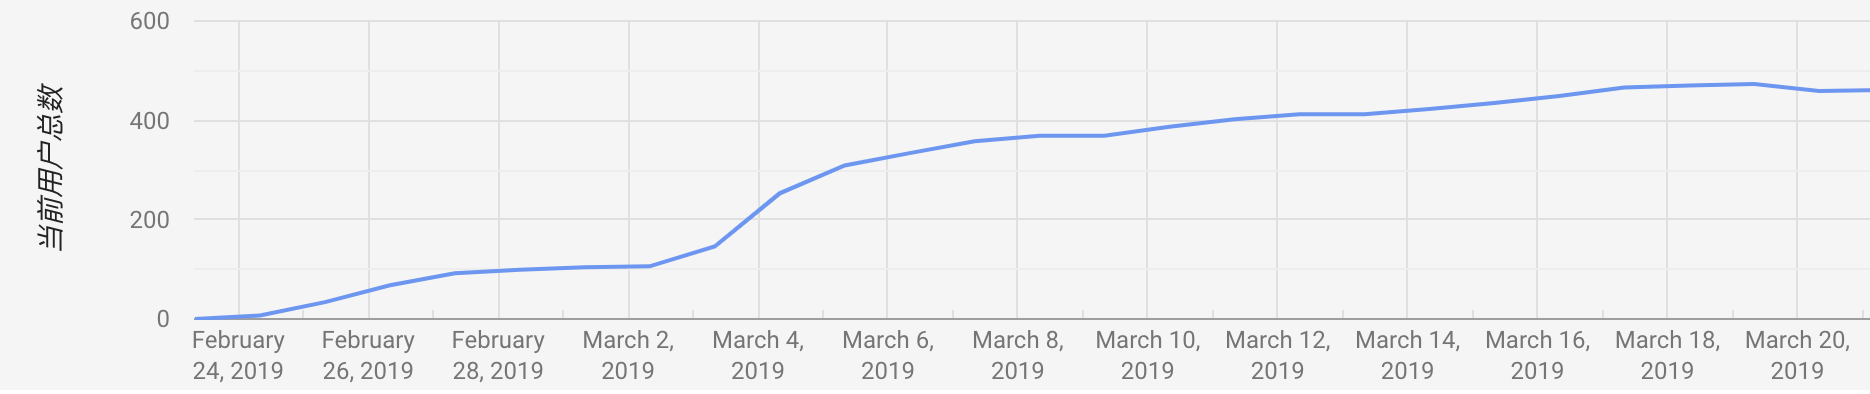 600
400
200
0
当前用户总数
February 24, 2019
February 26, 2019
February 28, 2019
March 2, 2019
March 4, 2019
March 6, 2019
March 8, 2019
March 10, 2019
March 12, 2019
March 14, 2019
March 16, 2019
March 18, 2019
March 20, 2019